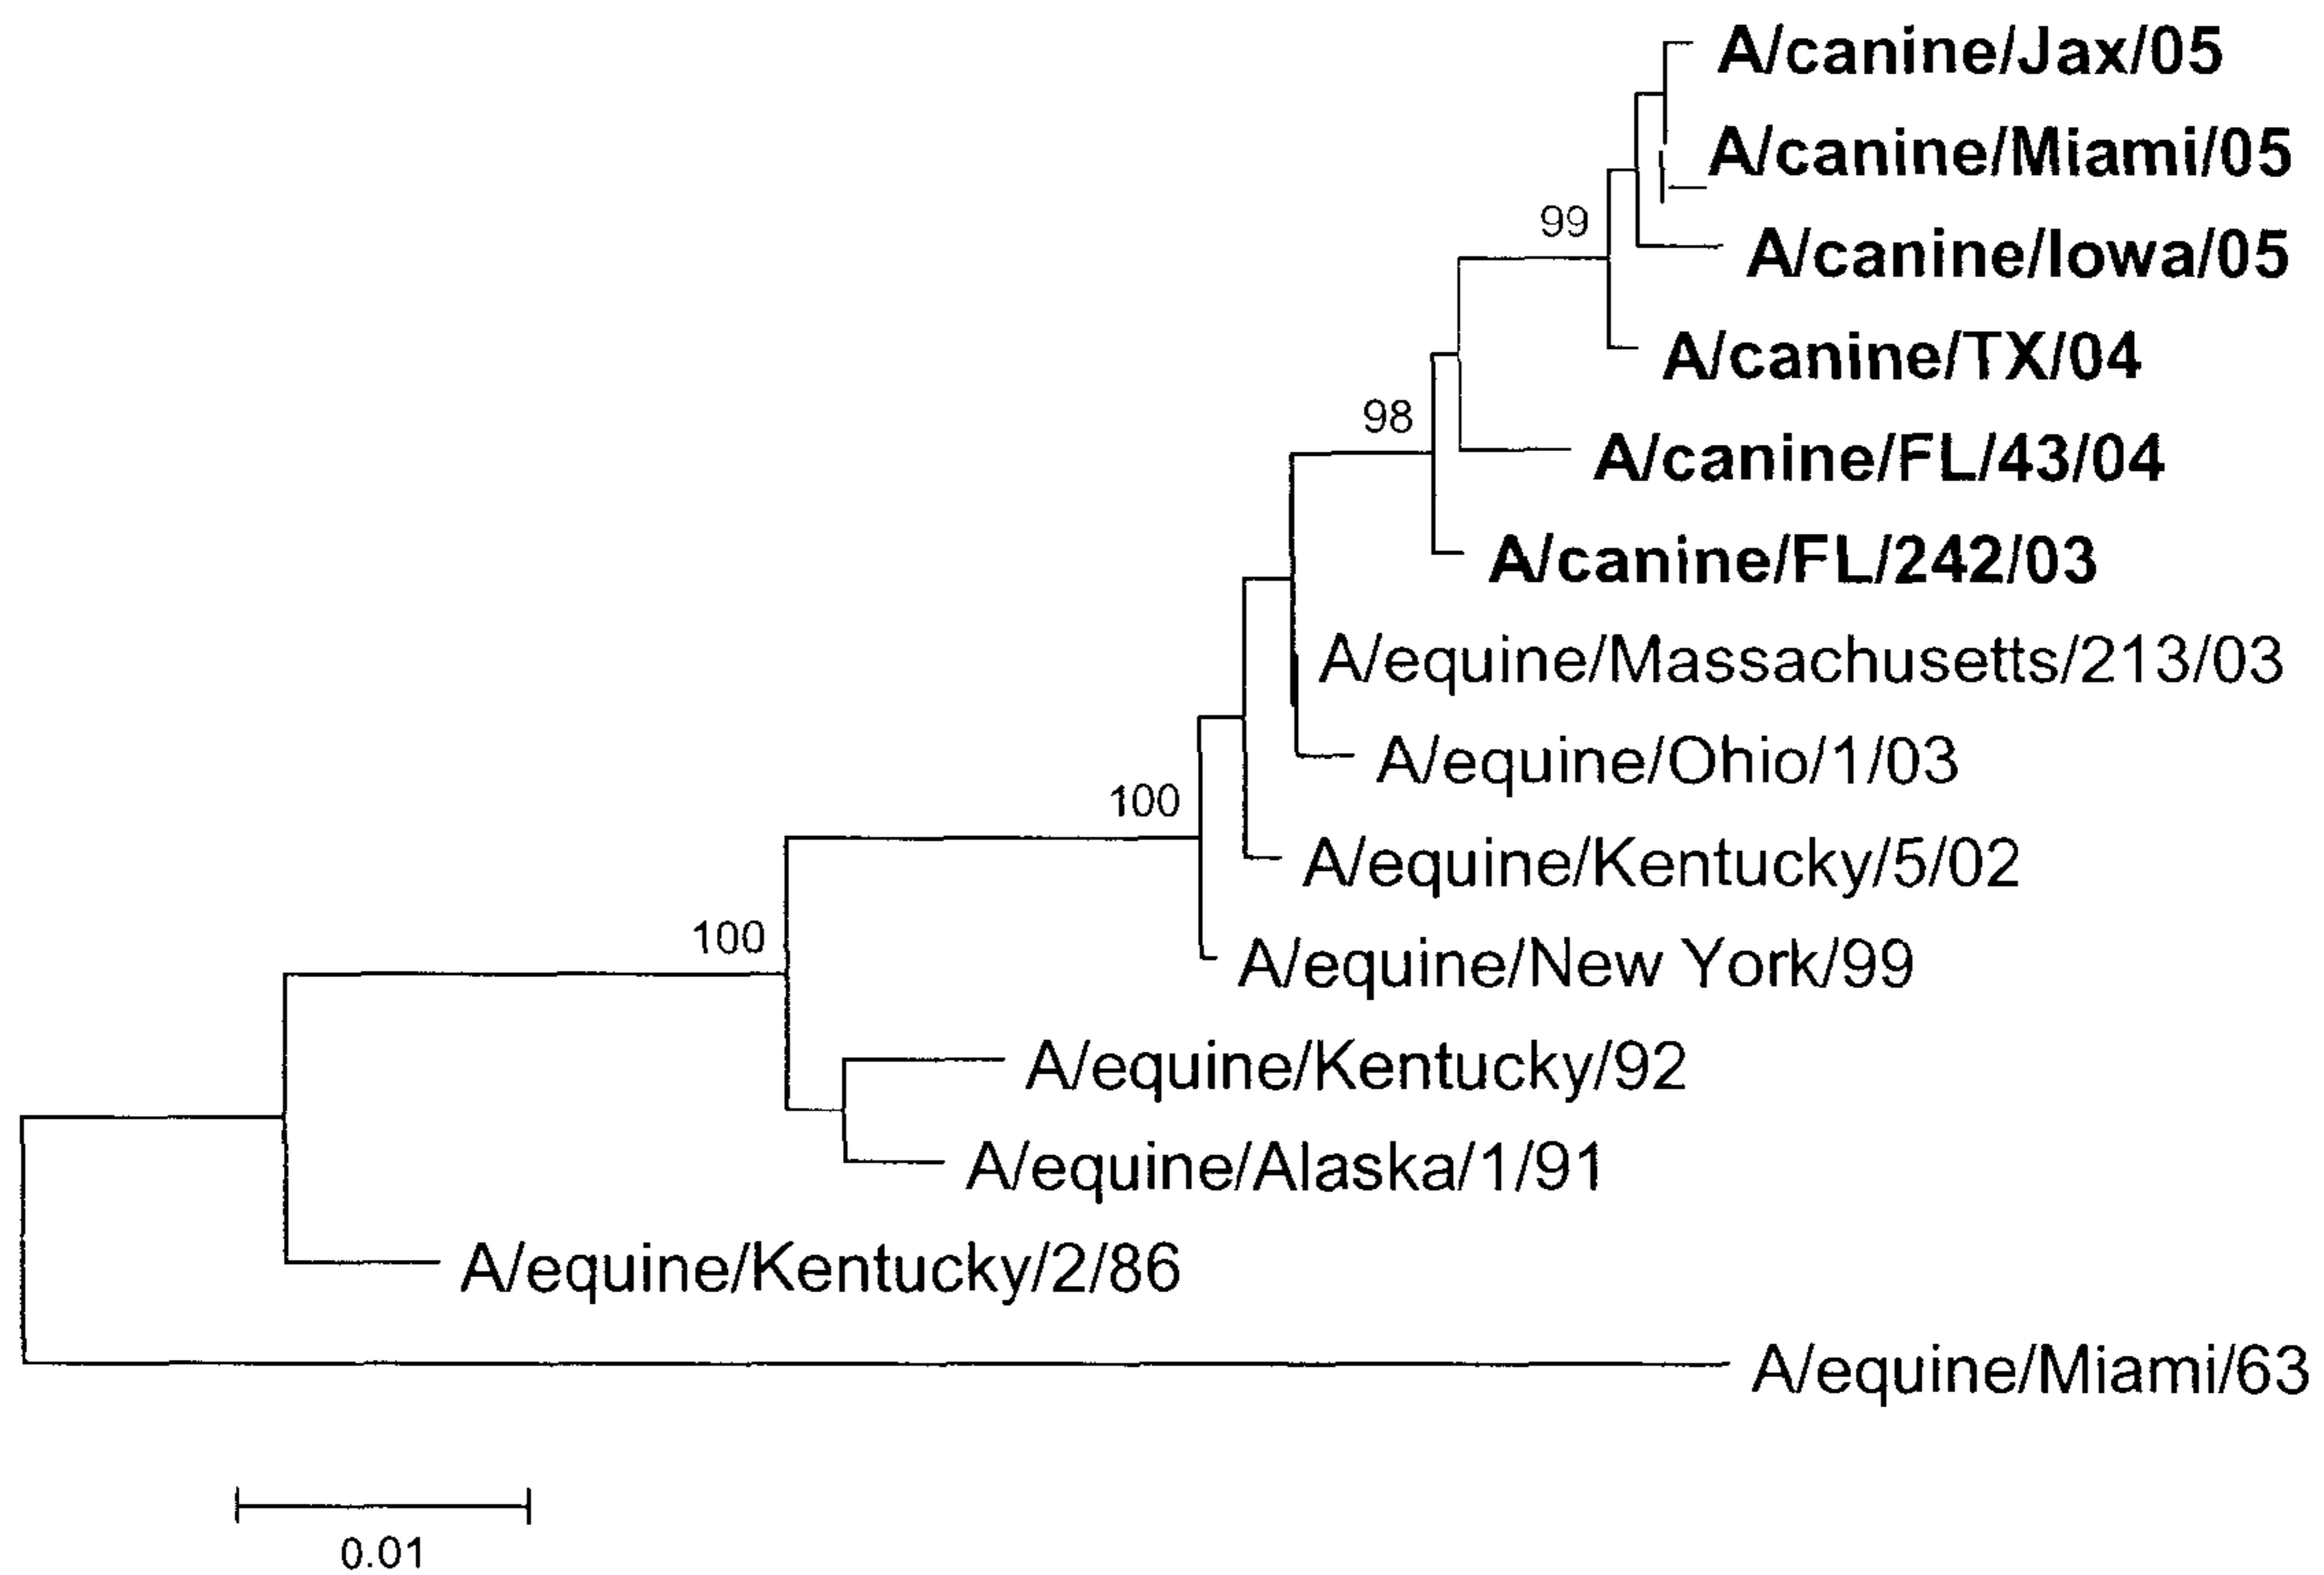 A/canine/Jax/05
A/canine/Miami/05
99
A/canine/Iowa/05
A/canine/TX/04
98
A/canine/FL/43/04
A/canine/FL/242/03
A/equine/Massachusetts/213/03
A/equine/Ohio/1/03
100
A/equine/Kentucky/5/02
100
A/equine/New York/99
A/equine/Kentucky/92
A/equine/Alaska/1/91
A/equine/Kentucky/2/86
A/equine/Miami/63
0.01